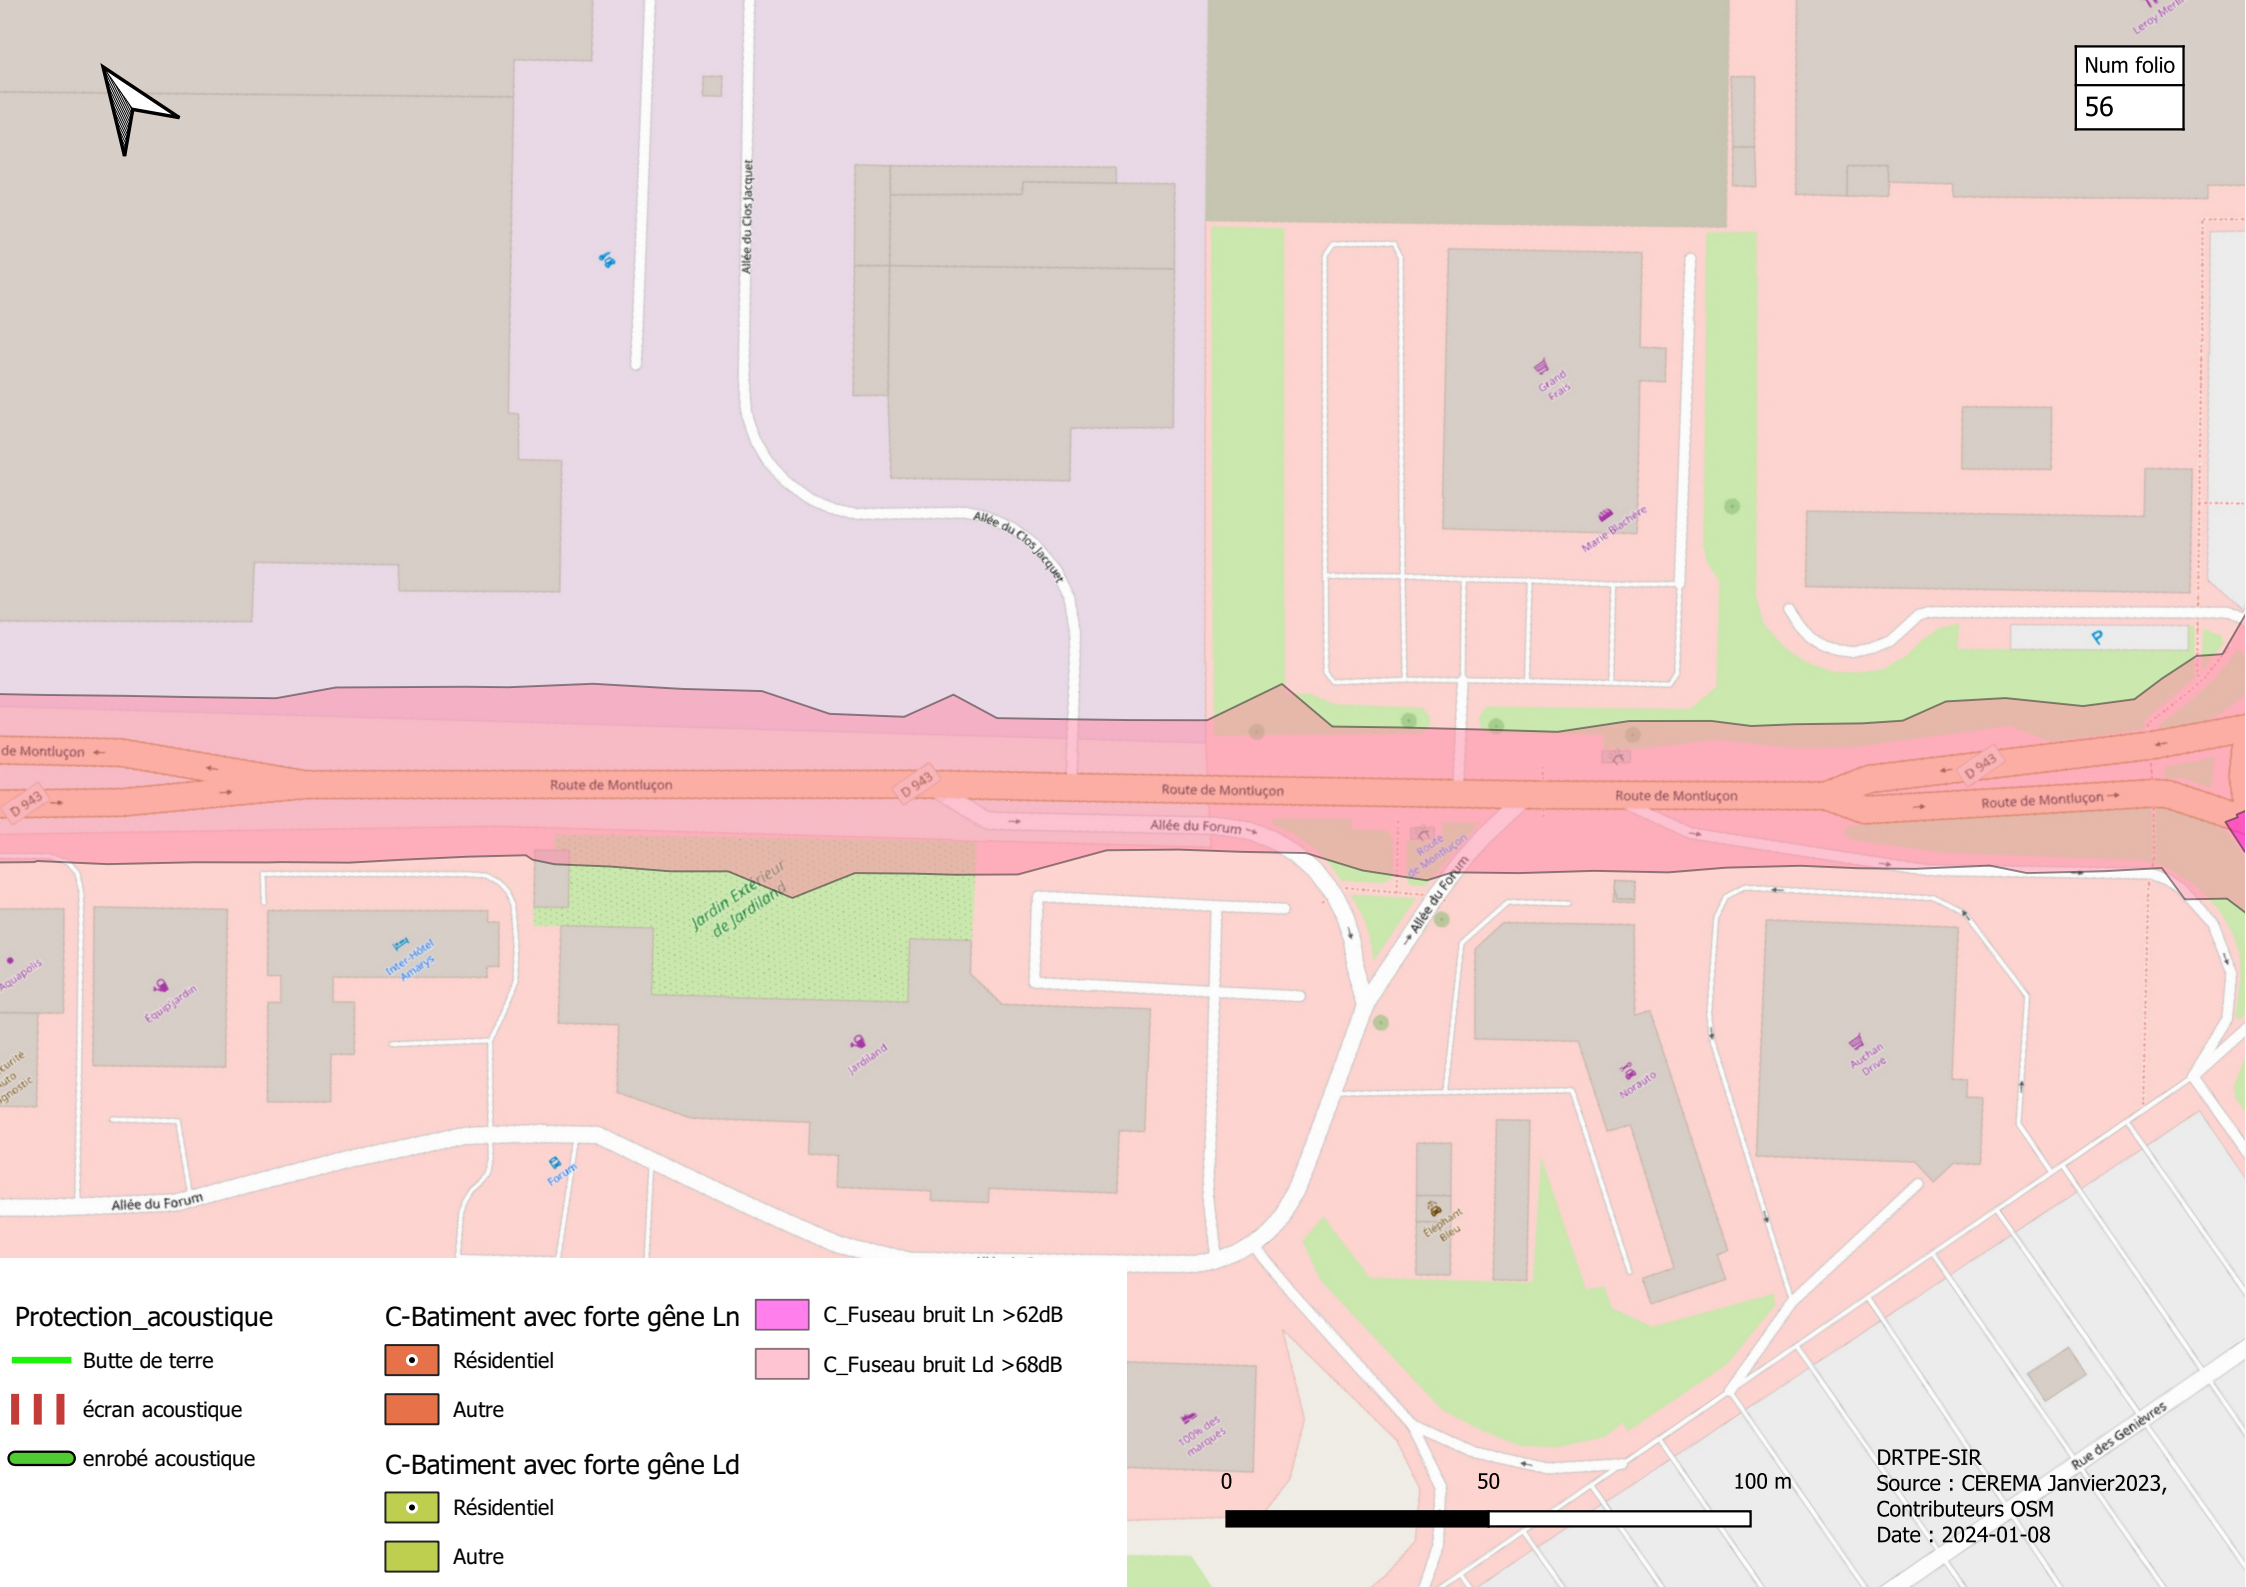 Leroy Merlin
Num folio
56
Allée du Clos Jacquet
Grand
Frais
Marie Blachère
Allée du Clos Jacquet
P
de Montluçon
D 943
Route de Montluçon
D 943
Route de Montluçon
Route de Montluçon
D 943
Route de Montluçon
Allée du Forum
Route
de Montluçon
Allée du Forum
Jardin Extérieur
de Jardiland
Inter-Hôtel
Amarys
Aquapolis
Equip'jardin
Jardiland
Norauto
Auchan
Drive
Forum
Allée du Forum
Éléphant
Bleu
Protection_acoustique
Butte de terre
écran acoustique
enrobé acoustique
C-Batiment avec forte gêne Ln
Résidentiel
Autre
C-Batiment avec forte gêne Ld
Résidentiel
Autre
C_Fuseau bruit Ln >62dB
C_Fuseau bruit Ld >68dB
100% des
marques
0 50 100 m
Rue des Genièvres
DRTPE-SIR
Source : CEREMA Janvier2023,
Contributeurs OSM
Date : 2024-01-08